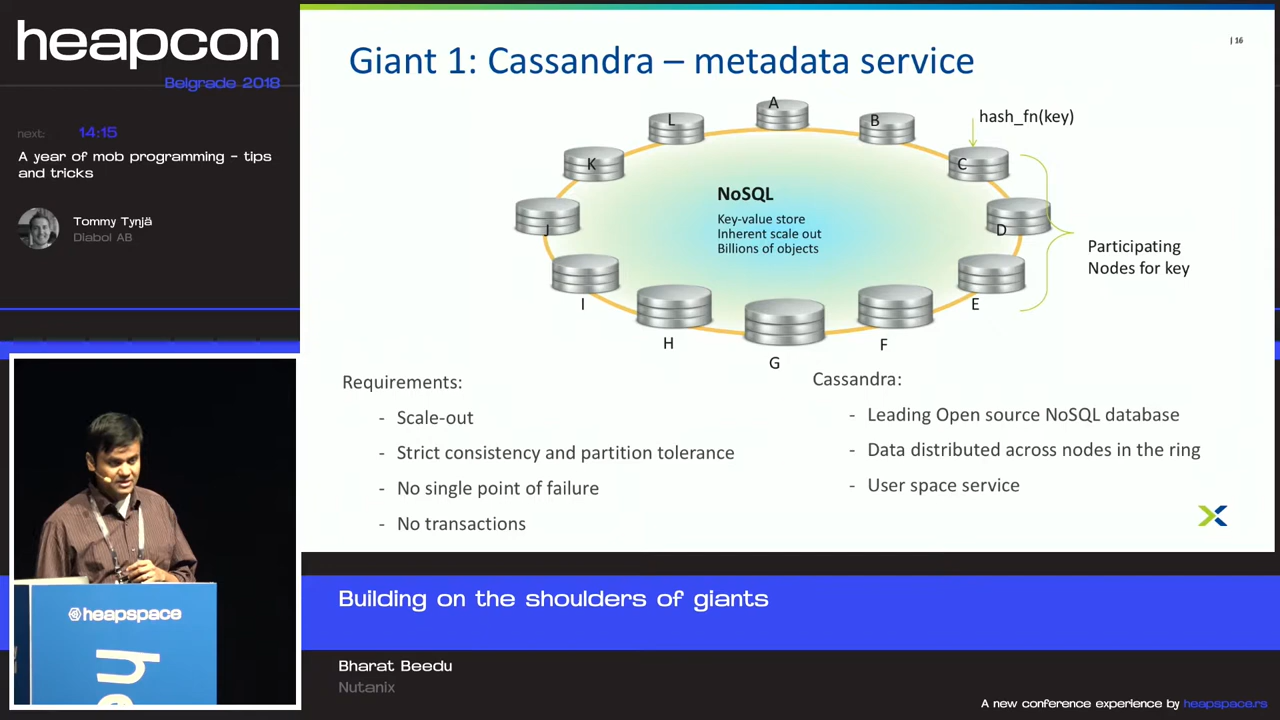 heapcon
Belgrade 2018
next: 14:15
A year of mob programming - tips
and tricks
Tommy Tynjä
Diabol AB
heapspace
he
Giant 1: Cassandra – metadata service
| 16
A
B
C
D
E
F
G
H
I
J
K
L
hash_fn(key)
NoSQL
Key-value store
Inherent scale out
Billions of objects
Participating
Nodes for key
Requirements:
- Scale-out
- Strict consistency and partition tolerance
- No single point of failure
- No transactions
Cassandra:
- Leading Open source NoSQL database
- Data distributed across nodes in the ring
- User space service
Building on the shoulders of giants
Bharat Beedu
Nutanix
A new conference experience by heapspace.rs